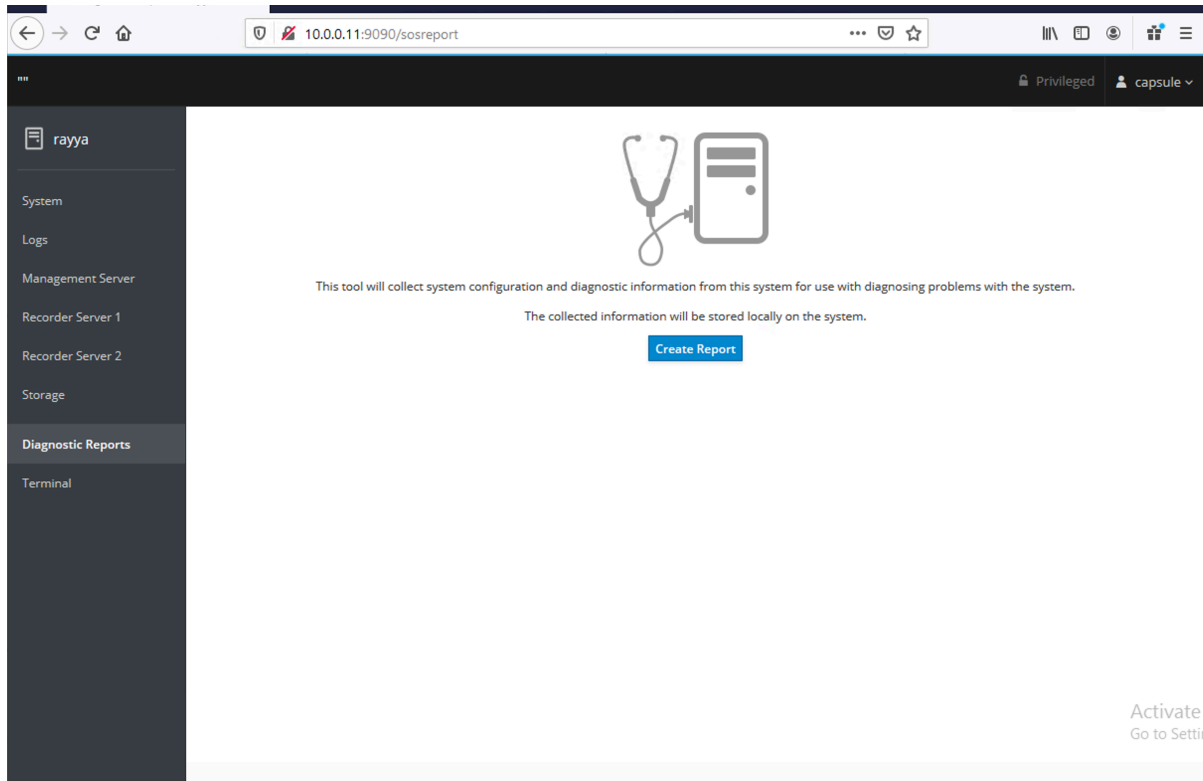 10.0.0.11:9090/sosreport
""
Privileged
capsule
rayya
System
Logs
Management Server
Recorder Server 1
Recorder Server 2
Storage
Diagnostic Reports
Terminal
This tool will collect system configuration and diagnostic information from this system for use with diagnosing problems with the system.
The collected information will be stored locally on the system.
Create Report
Activate
Go to Setti